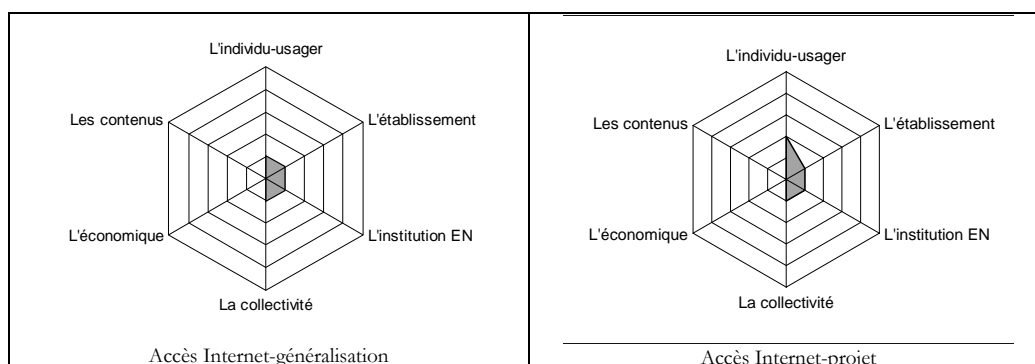 L'individu-usager
Les contenus
L'établissement
L'économique
L'institution EN
La collectivité
Accès Internet-généralisation
L'individu-usager
Les contenus
L'établissement
L'économique
L'institution EN
La collectivité
Accès Internet-projet